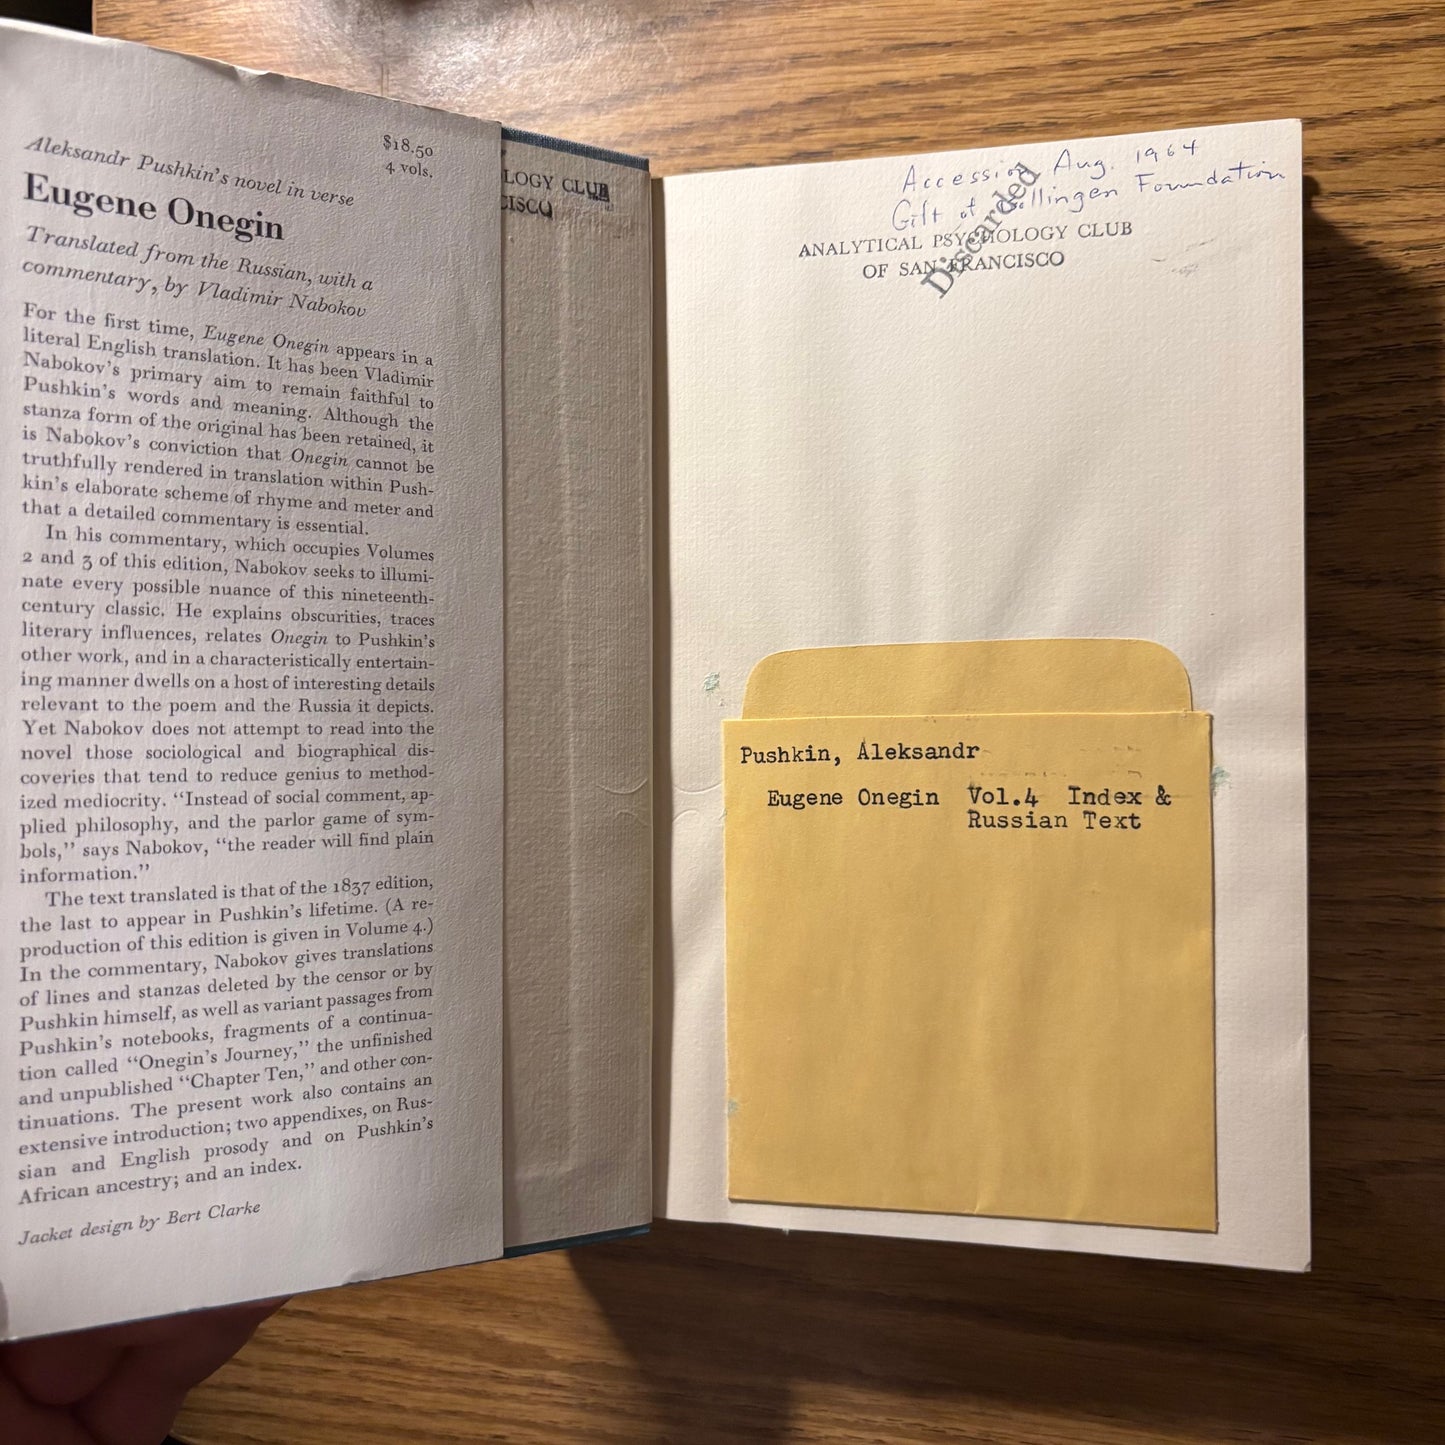 $18.50
4 vols.
Aleksandr Pushkin's novel in verse
Eugene Onegin
Translated from the Russian, with a
commentary, by Vladimir Nabokov
For the first time, Eugene Onegin appears in a
literal English translation. It has been Vladimir
Nabokov's primary aim to remain faithful to
Pushkin's words and meaning. Although the
stanza form of the original has been retained, it
is Nabokov's conviction that Onegin cannot be
truthfully rendered in translation within Push-
kin's elaborate scheme of rhyme and meter and
that a detailed commentary is essential.
In his commentary, which occupies Volumes
2 and 3 of this edition, Nabokov seeks to illumi-
nate every possible nuance of this nineteenth-
century classic. He explains obscurities, traces
literary influences, relates Onegin to Pushkin's
other work, and in a characteristically entertain-
ing manner dwells on a host of interesting details
relevant to the poem and the Russia it depicts.
Yet Nabokov does not attempt to read into the
novel those sociological and biographical dis-
coveries that tend to reduce genius to method-
ized mediocrity. "Instead of social comment, ap-
plied philosophy, and the parlor game of sym-
bols," says Nabokov, "the reader will find plain
information."
The text translated is that of the 1837 edition,
the last to appear in Pushkin's lifetime. (A re-
production of this edition is given in Volume 4.)
In the commentary, Nabokov gives translations
of lines and stanzas deleted by the censor or by
Pushkin himself, as well as variant passages from
Pushkin's notebooks, fragments of a continua-
tion called "Onegin's Journey," the unfinished
and unpublished "Chapter Ten," and other con-
tinuations. The present work also contains an
extensive introduction; two appendixes, on Rus-
sian and English prosody and on Pushkin's
African ancestry; and an index.
Jacket design by Bert Clarke
LOGY CLUB
CISCO
Accession Aug. 1964
Gift of Bollingen Foundation
ANALYTICAL PSYCHOLOGY CLUB
OF SAN FRANCISCO
Discarded
Pushkin, Aleksandr
Eugene Onegin Vol.4 Index &
Russian Text